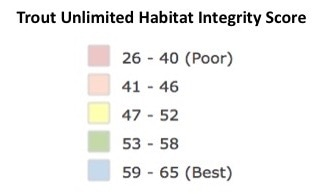 Trout Unlimited Habitat Integrity Score
26 - 40 (Poor)
41 - 46
47 - 52
53 - 58
59 - 65 (Best)